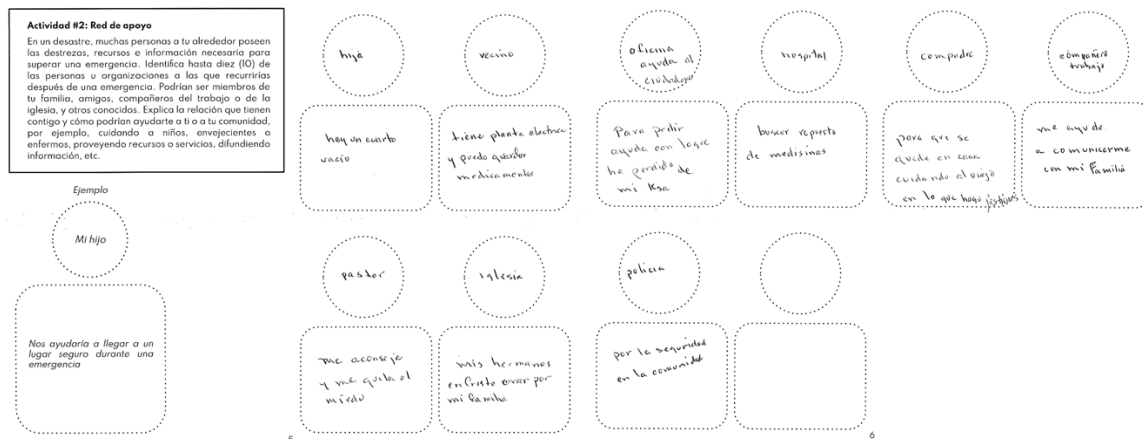 Actividad #2: Red de apoyo
En un desastre, muchas personas a tu alrededor poseen
las destrezas, recursos e información necesaria para
superar una emergencia. Identifica hasta diez (10) de
las personas u organizaciones a las que recurrirías
después de una emergencia. Podrían ser miembros de
tu familia, amigos, compañeros del trabajo o de la
iglesia, y otros conocidos. Explica la relación que tienen
contigo y cómo podrían ayudarte a ti o a tu comunidad,
por ejemplo, cuidando a niños, envejecientes o
enfermos, proveyendo recursos o servicios, difundiendo
información, etc.
Ejemplo
Mi hijo
Nos ayudaría a llegar a un
lugar seguro durante una
emergencia
hija
hay un cuarto
vacio
vecino
tiene planta electrica
y puedo guardar
medicamentos
pastor
me aconseje
y me quita el
miedo
iglesia
mis hermanos
en Cristo orar por
mi familia
5
oficina
ayuda al
ciudadano
Para pedir
ayuda con lo que
he perdido de
mi Ksa
hospital
buscar repuesto
de medisinas
policia
por la seguridad
en la comunidad
6
compadre
para que se
quede en casa
cuidando al viejo
en lo que hago jestiones
compañero
trabajo
me ayude
a comunicarme
con mi Familia